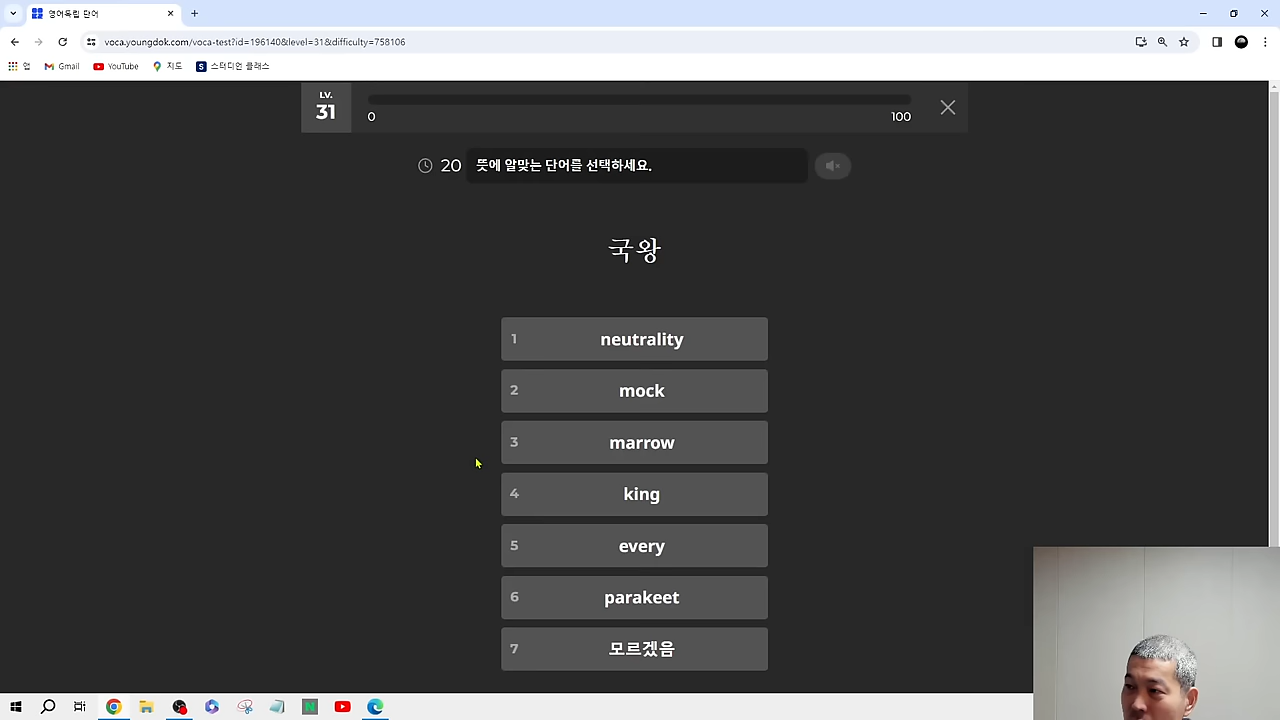 영어독립 단어
voca.youngdok.com/voca-test?id=196140&level=31&difficulty=758106
앱
Gmail
YouTube
지도
S 스터디언 클래스
LV.
31
0
100
20
뜻에 알맞는 단어를 선택하세요.
국왕
1 neutrality
2 mock
3 marrow
4 king
5 every
6 parakeet
7 모르겠음
N